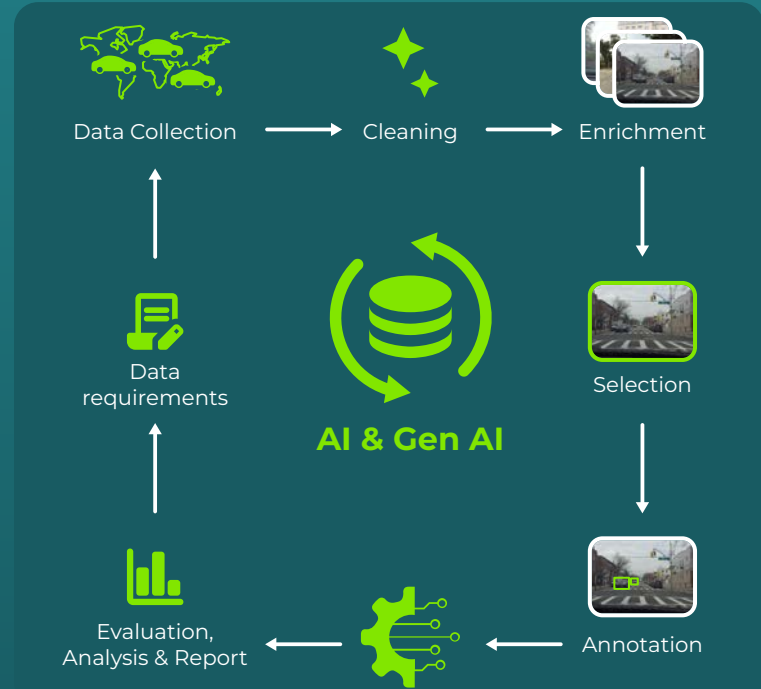 Data Collection
Cleaning
Enrichment
Data
requirements
AI & Gen AI
Selection
Evaluation,
Analysis & Report
Annotation